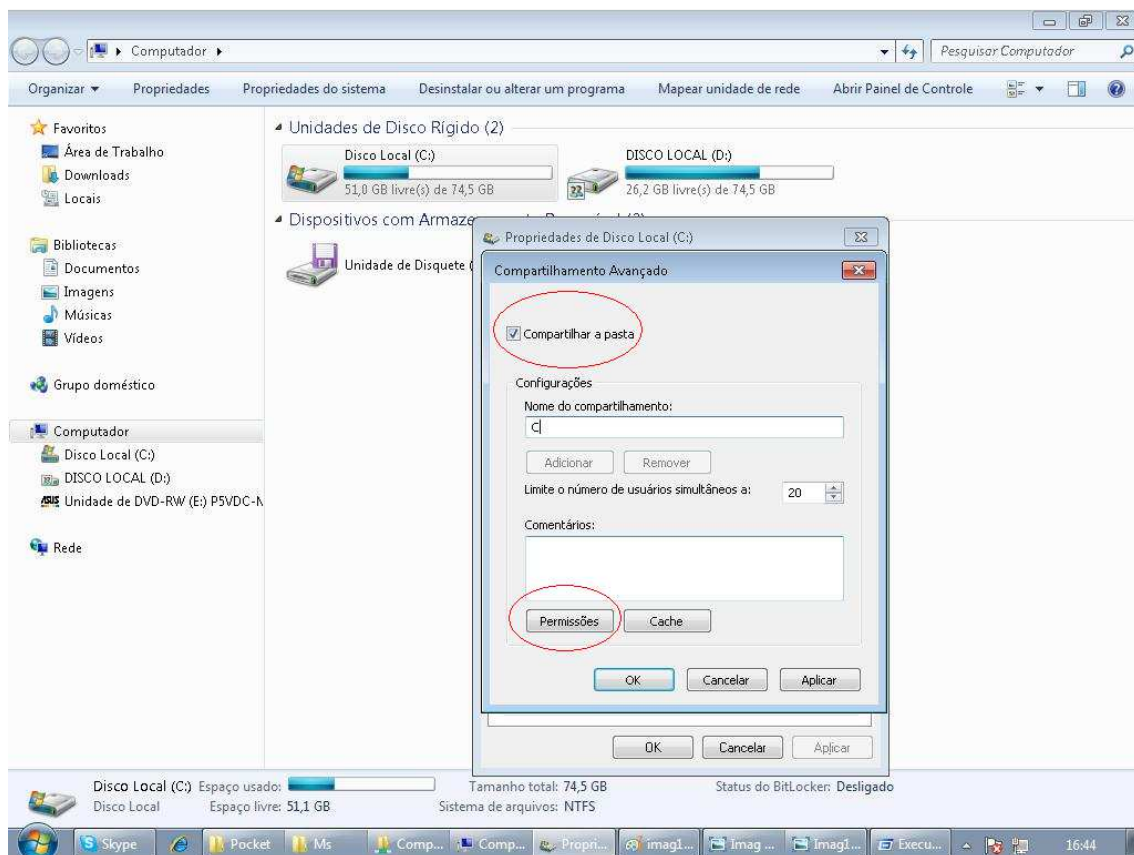 Computador
Pesquisar Computador
Organizar
Propriedades
Propriedades do sistema
Desinstalar ou alterar um programa
Mapear unidade de rede
Abrir Painel de Controle
Favoritos
Área de Trabalho
Downloads
Locais
Bibliotecas
Documentos
Imagens
Músicas
Vídeos
Grupo doméstico
Computador
Disco Local (C:)
DISCO LOCAL (D:)
Unidade de DVD-RW (E:) P5VDC-
Rede
Unidades de Disco Rígido (2)
Disco Local (C:)
51,0 GB livre(s) de 74,5 GB
DISCO LOCAL (D:)
26,2 GB livre(s) de 74,5 GB
Dispositivos com
Unidade de Disquete (
Propriedades de Disco Local (C:)
Compartilhamento Avançado
Compartilhar a pasta
Configurações
Nome do compartilhamento:
C
Adicionar
Remover
Limite o número de usuários simultâneos a:
20
Comentários:
Permissões
Cache
OK
Cancelar
Aplicar
OK
Cancelar
Aplicar
Disco Local (C:) Espaço usado:
Tamanho total: 74,5 GB
Status do BitLocker: Desligado
Disco Local
Espaço livre: 51,1 GB
Sistema de arquivos: NTFS
Skype
Pocket
Ms
Comp...
Comp...
Propri...
imag1...
Imag ...
Imag1...
Execu...
16:44